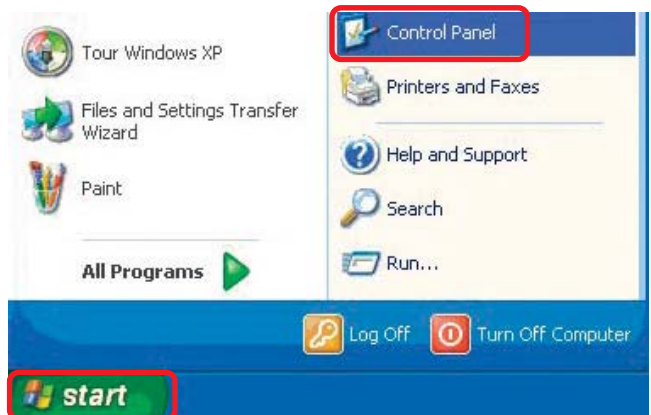 Tour Windows XP
Files and Settings Transfer
Wizard
Paint
All Programs
Control Panel
Printers and Faxes
Help and Support
Search
Run...
Log Off
Turn Off Computer
start